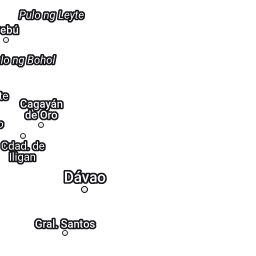 Pulo ng Leyte
ebú
lo ng Bohol
te
Cagayán
de Oro
o
Cdad. de
Iligan
Dávao
Gral. Santos